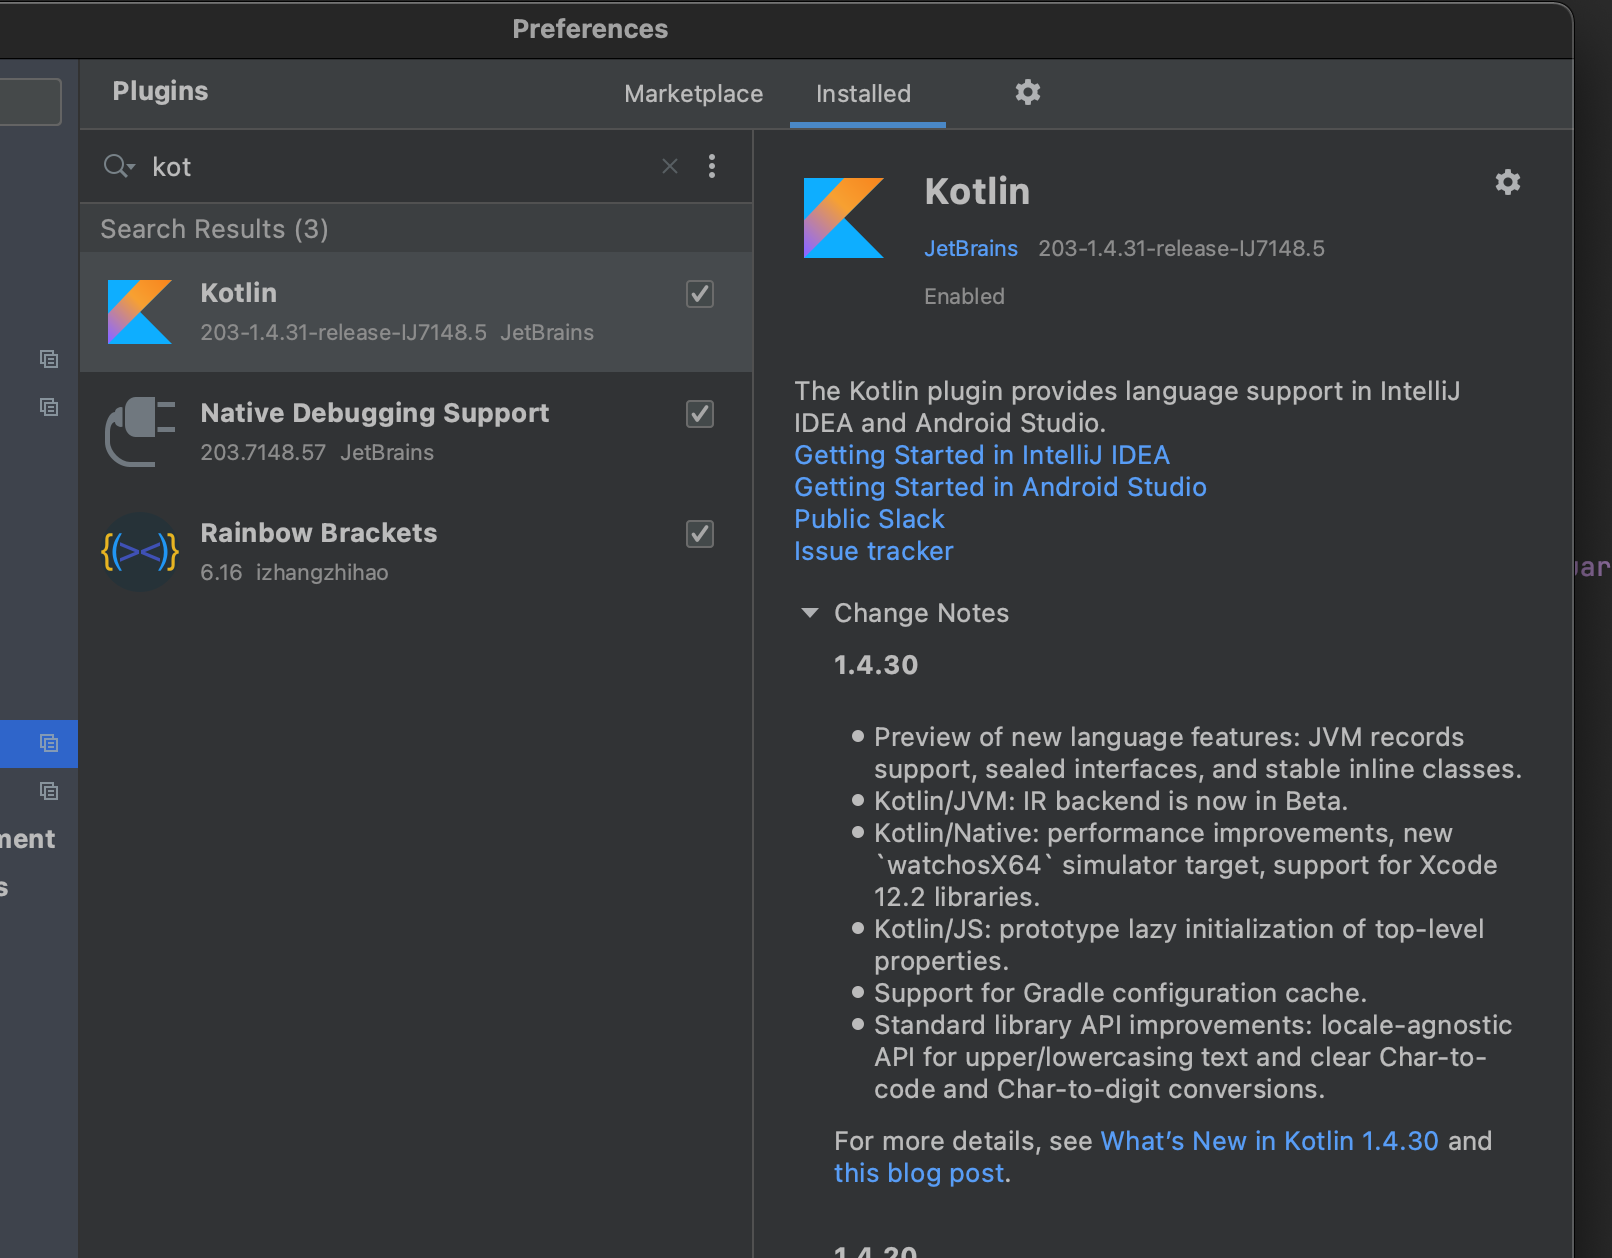 Preferences
Plugins
Marketplace
Installed
kot
Search Results (3)
Kotlin
203-1.4.31-release-IJ7148.5 JetBrains
Native Debugging Support
203.7148.57 JetBrains
Rainbow Brackets
6.16 izhangzhihao
ment
s
Kotlin
JetBrains 203-1.4.31-release-IJ7148.5
Enabled
The Kotlin plugin provides language support in IntelliJ
IDEA and Android Studio.
Getting Started in IntelliJ IDEA
Getting Started in Android Studio
Public Slack
Issue tracker
Change Notes
1.4.30
● Preview of new language features: JVM records
support, sealed interfaces, and stable inline classes.
● Kotlin/JVM: IR backend is now in Beta.
● Kotlin/Native: performance improvements, new
`watchosX64` simulator target, support for Xcode
12.2 libraries.
● Kotlin/JS: prototype lazy initialization of top-level
properties.
● Support for Gradle configuration cache.
● Standard library API improvements: locale-agnostic
API for upper/lowercasing text and clear Char-to-
code and Char-to-digit conversions.
For more details, see What's New in Kotlin 1.4.30 and
this blog post.
1.4.20